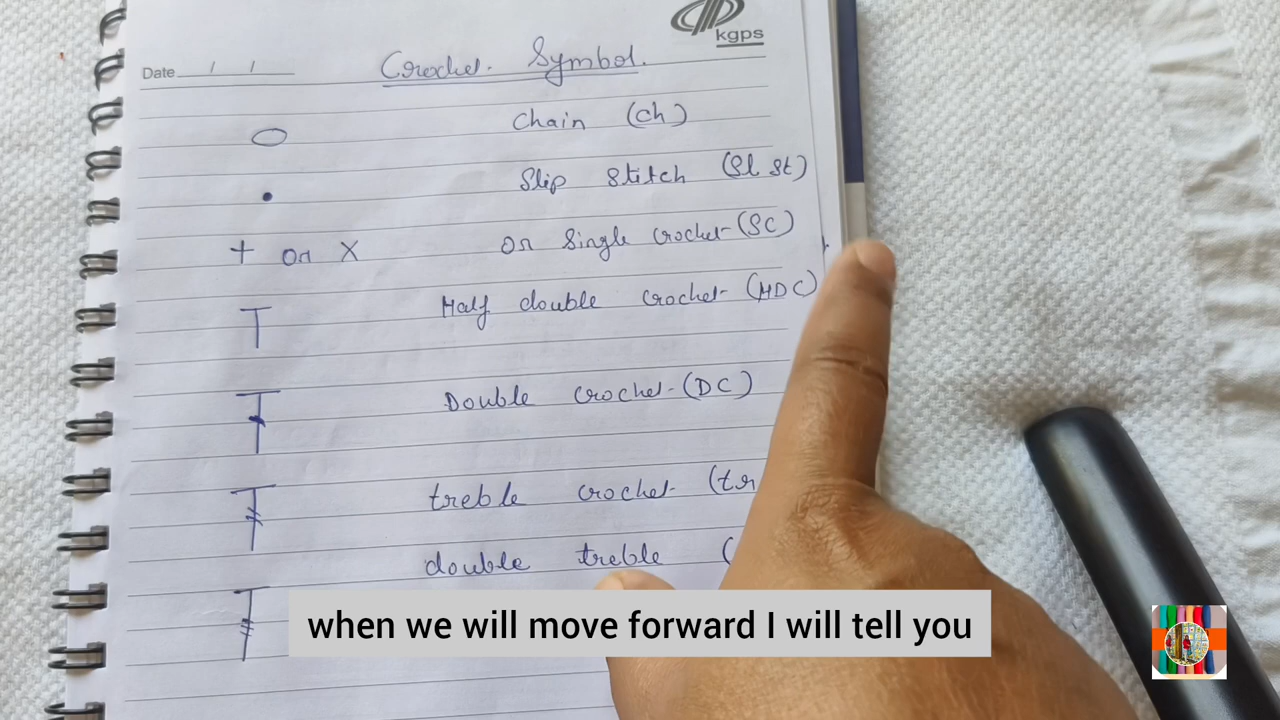 kgps
Date / /
Crochet. Symbol.
Chain (ch)
Slip Stitch (Sl St)
+ or X or Single Crochet (SC)
T Half double Crochet (HDC)
Double Crochet (DC)
treble crochet (tr
double treble (
when we will move forward I will tell you